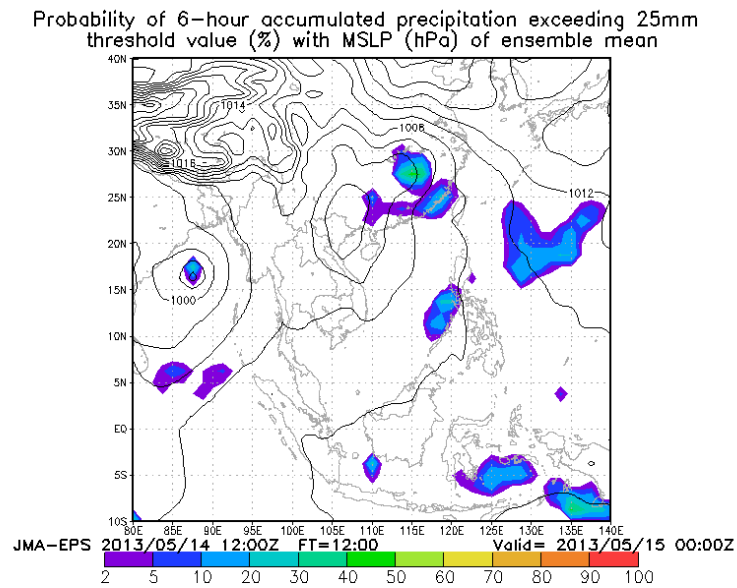 Probability of 6-hour accumulated precipitation exceeding 25mm
threshold value (%) with MSLP (hPa) of ensemble mean
40N
35N
30N
25N
20N
15N
10N
5N
EQ
5S
10S
1014
1016
1008
1012
1000
80E 85E 90E 95E 100E 105E 110E 115E 120E 125E 130E 135E 140E
JMA-EPS 2013/05/14 12:00Z FT=12:00 Valid= 2013/05/15 00:00Z
2 5 10 20 30 40 50 60 70 80 90 100